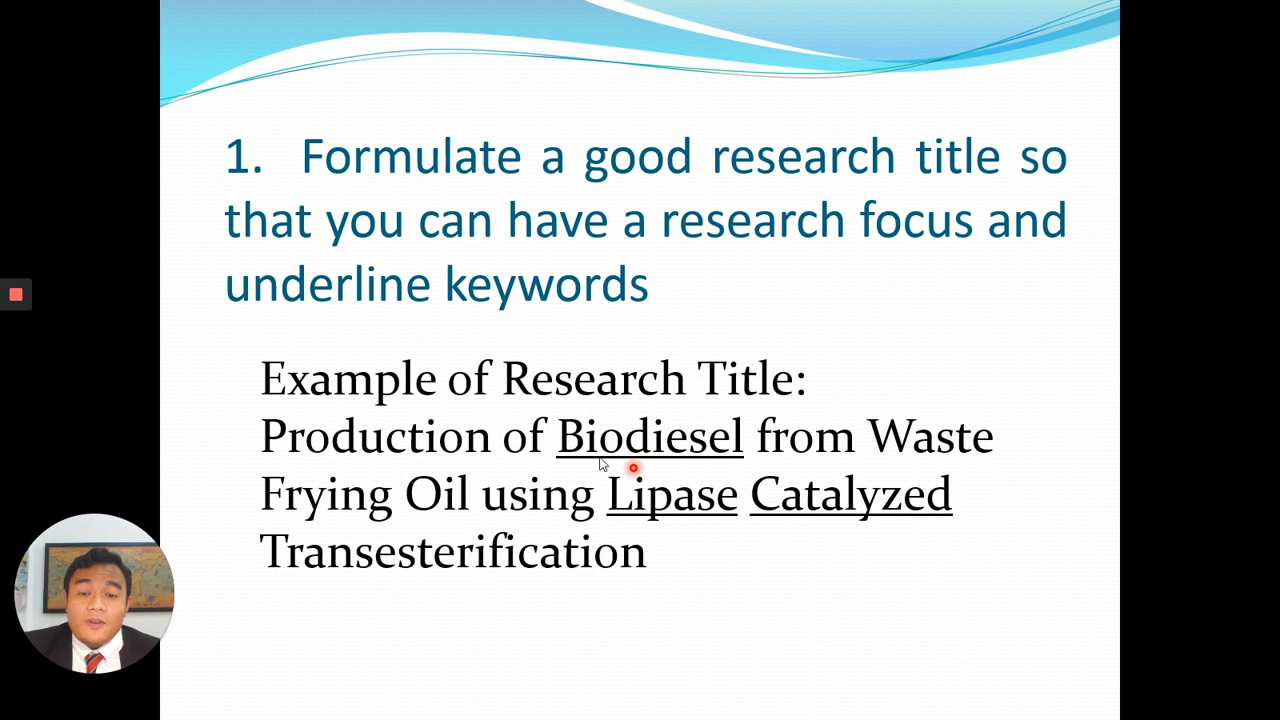 1. Formulate a good research title so
that you can have a research focus and
underline keywords
Example of Research Title:
Production of Biodiesel from Waste
Frying Oil using Lipase Catalyzed
Transesterification